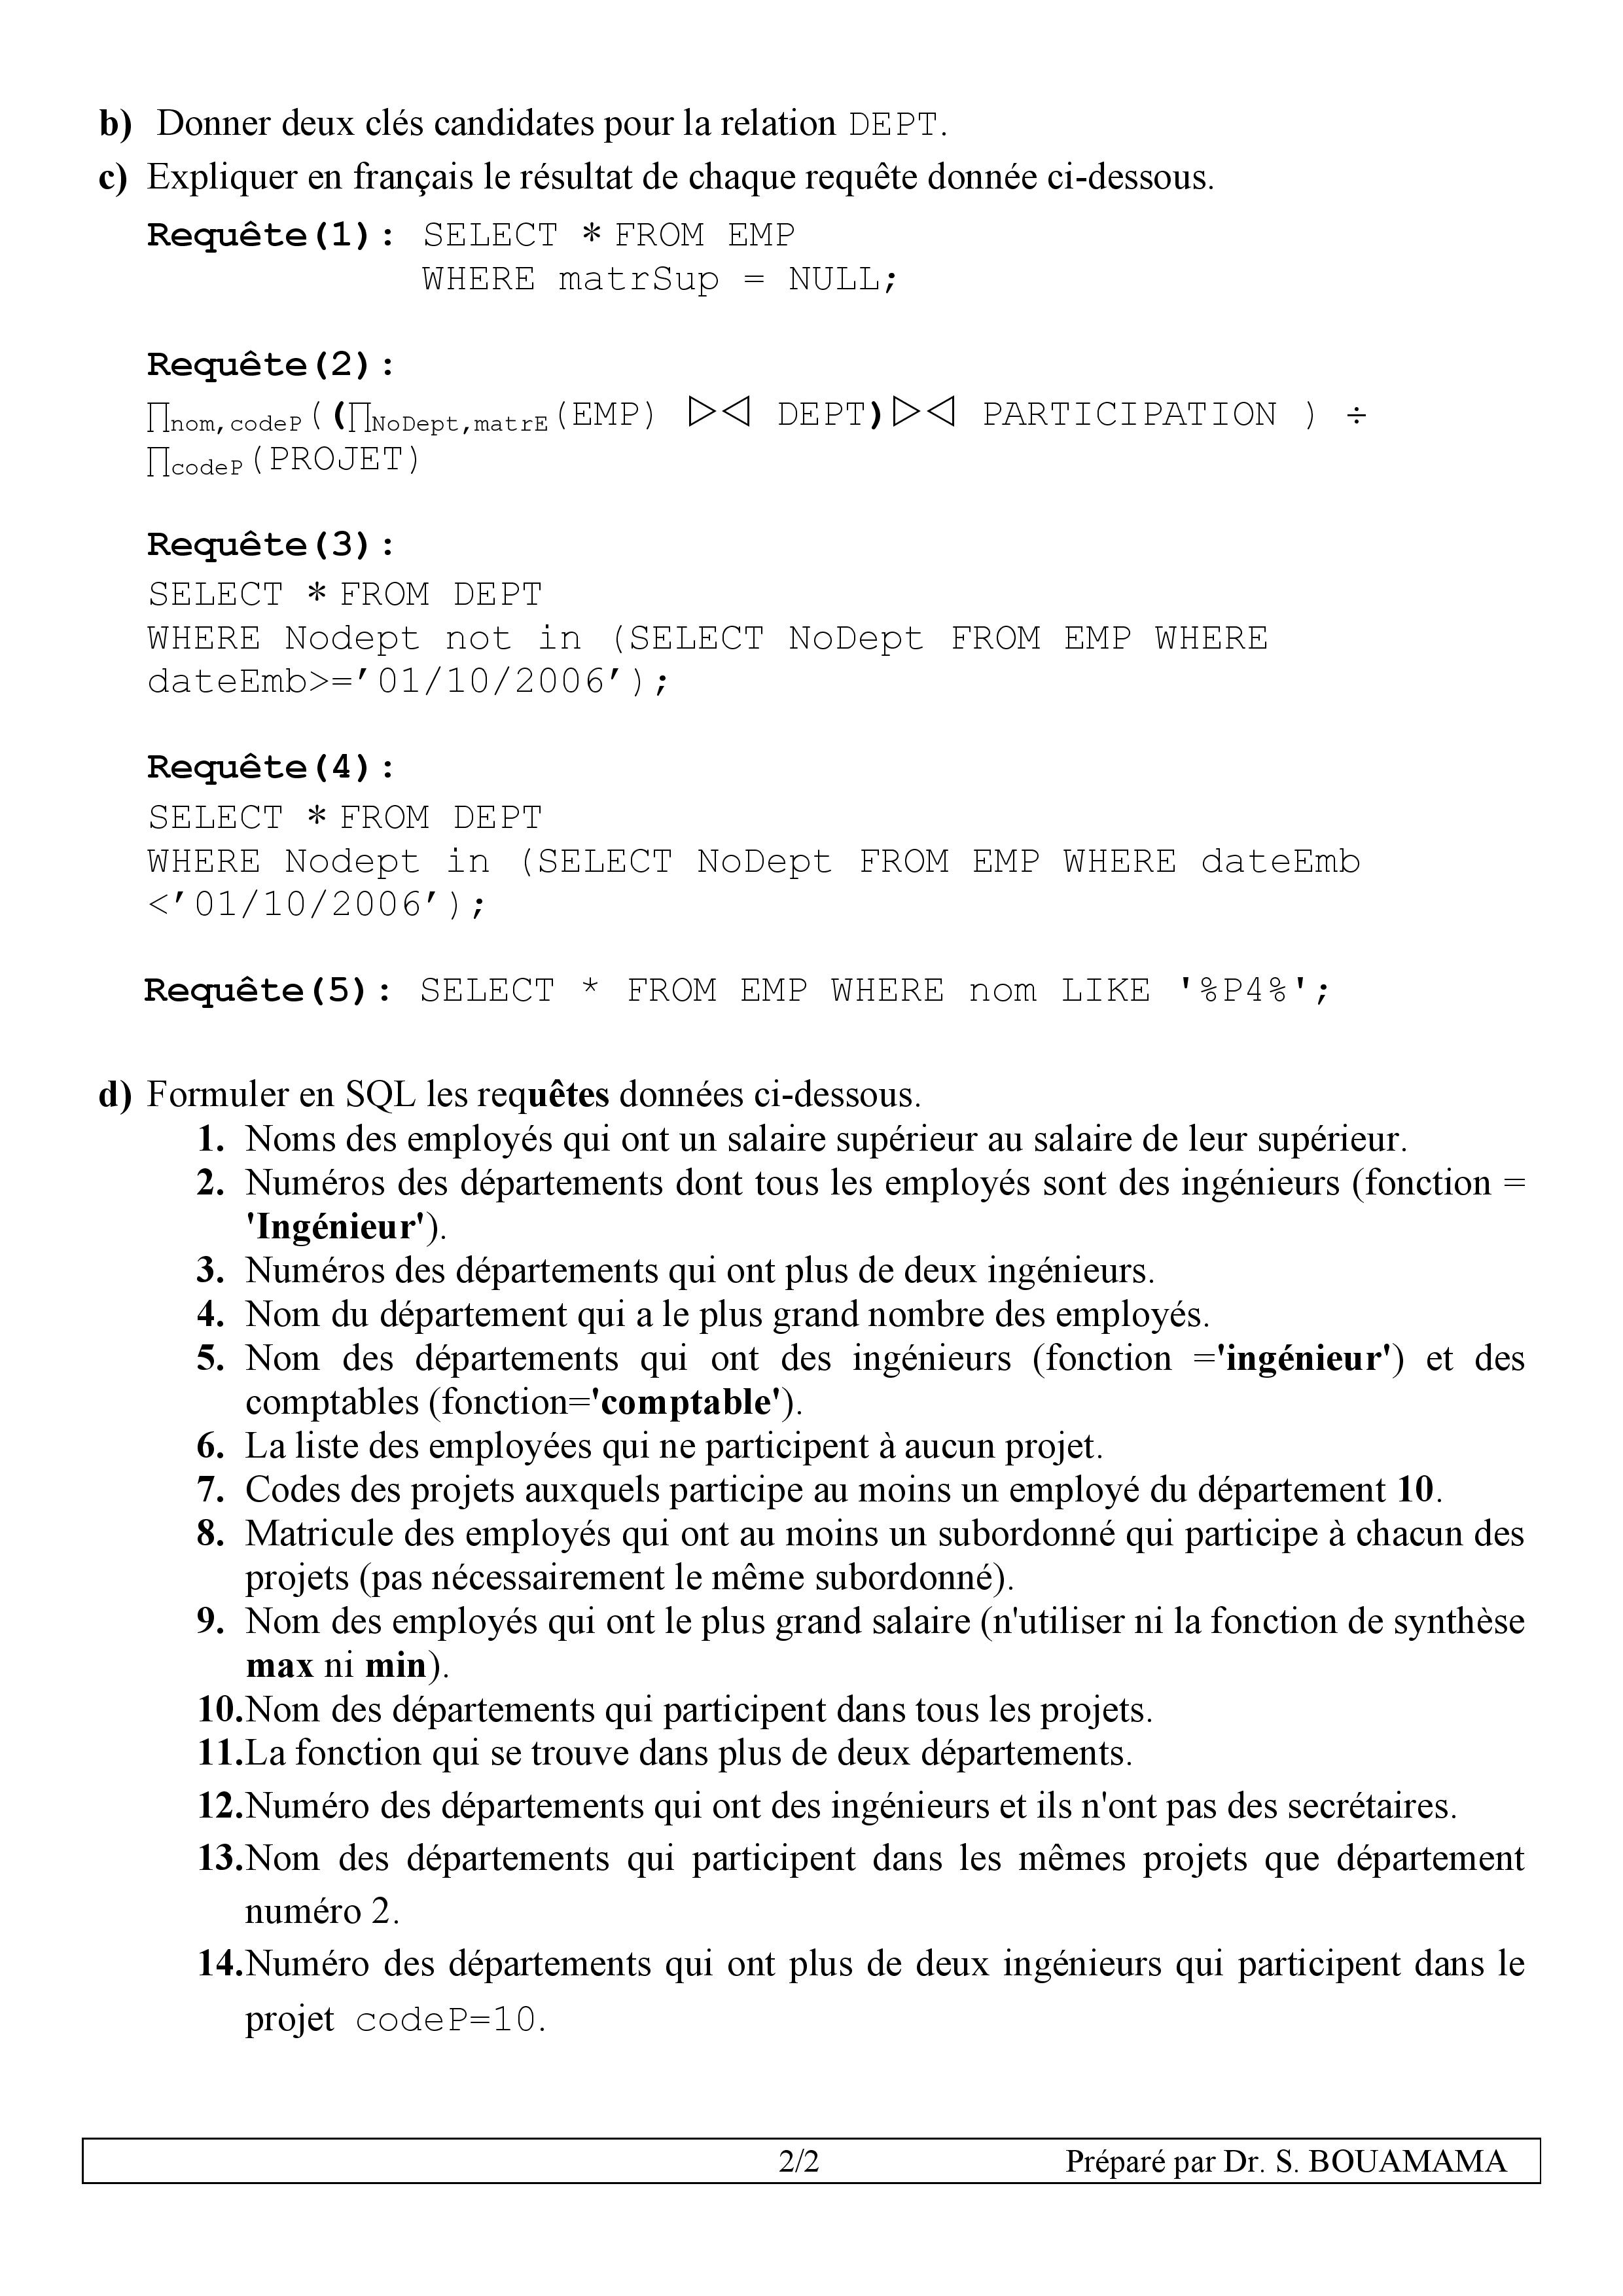 b) Donner deux clés candidates pour la relation DEPT.
c) Expliquer en français le résultat de chaque requête donnée ci-dessous.
Requête(1): SELECT * FROM EMP
WHERE matrSup = NULL;
Requête(2):
∏nom,codeP((∏NoDept,matrE(EMP) ▷◁ DEPT)▷◁ PARTICIPATION ) ÷
∏codeP(PROJET)
Requête(3):
SELECT * FROM DEPT
WHERE Nodept not in (SELECT NoDept FROM EMP WHERE
dateEmb>=’01/10/2006’);
Requête(4):
SELECT * FROM DEPT
WHERE Nodept in (SELECT NoDept FROM EMP WHERE dateEmb
<’01/10/2006’);
Requête(5): SELECT * FROM EMP WHERE nom LIKE '%P4%';
d) Formuler en SQL les requêtes données ci-dessous.
1. Noms des employés qui ont un salaire supérieur au salaire de leur supérieur.
2. Numéros des départements dont tous les employés sont des ingénieurs (fonction =
'Ingénieur').
3. Numéros des départements qui ont plus de deux ingénieurs.
4. Nom du département qui a le plus grand nombre des employés.
5. Nom des départements qui ont des ingénieurs (fonction ='ingénieur') et des
comptables (fonction='comptable').
6. La liste des employées qui ne participent à aucun projet.
7. Codes des projets auxquels participe au moins un employé du département 10.
8. Matricule des employés qui ont au moins un subordonné qui participe à chacun des
projets (pas nécessairement le même subordonné).
9. Nom des employés qui ont le plus grand salaire (n'utiliser ni la fonction de synthèse
max ni min).
10.Nom des départements qui participent dans tous les projets.
11.La fonction qui se trouve dans plus de deux départements.
12.Numéro des départements qui ont des ingénieurs et ils n'ont pas des secrétaires.
13.Nom des départements qui participent dans les mêmes projets que département
numéro 2.
14.Numéro des départements qui ont plus de deux ingénieurs qui participent dans le
projet codeP=10.
2/2 Préparé par Dr. S. BOUAMAMA